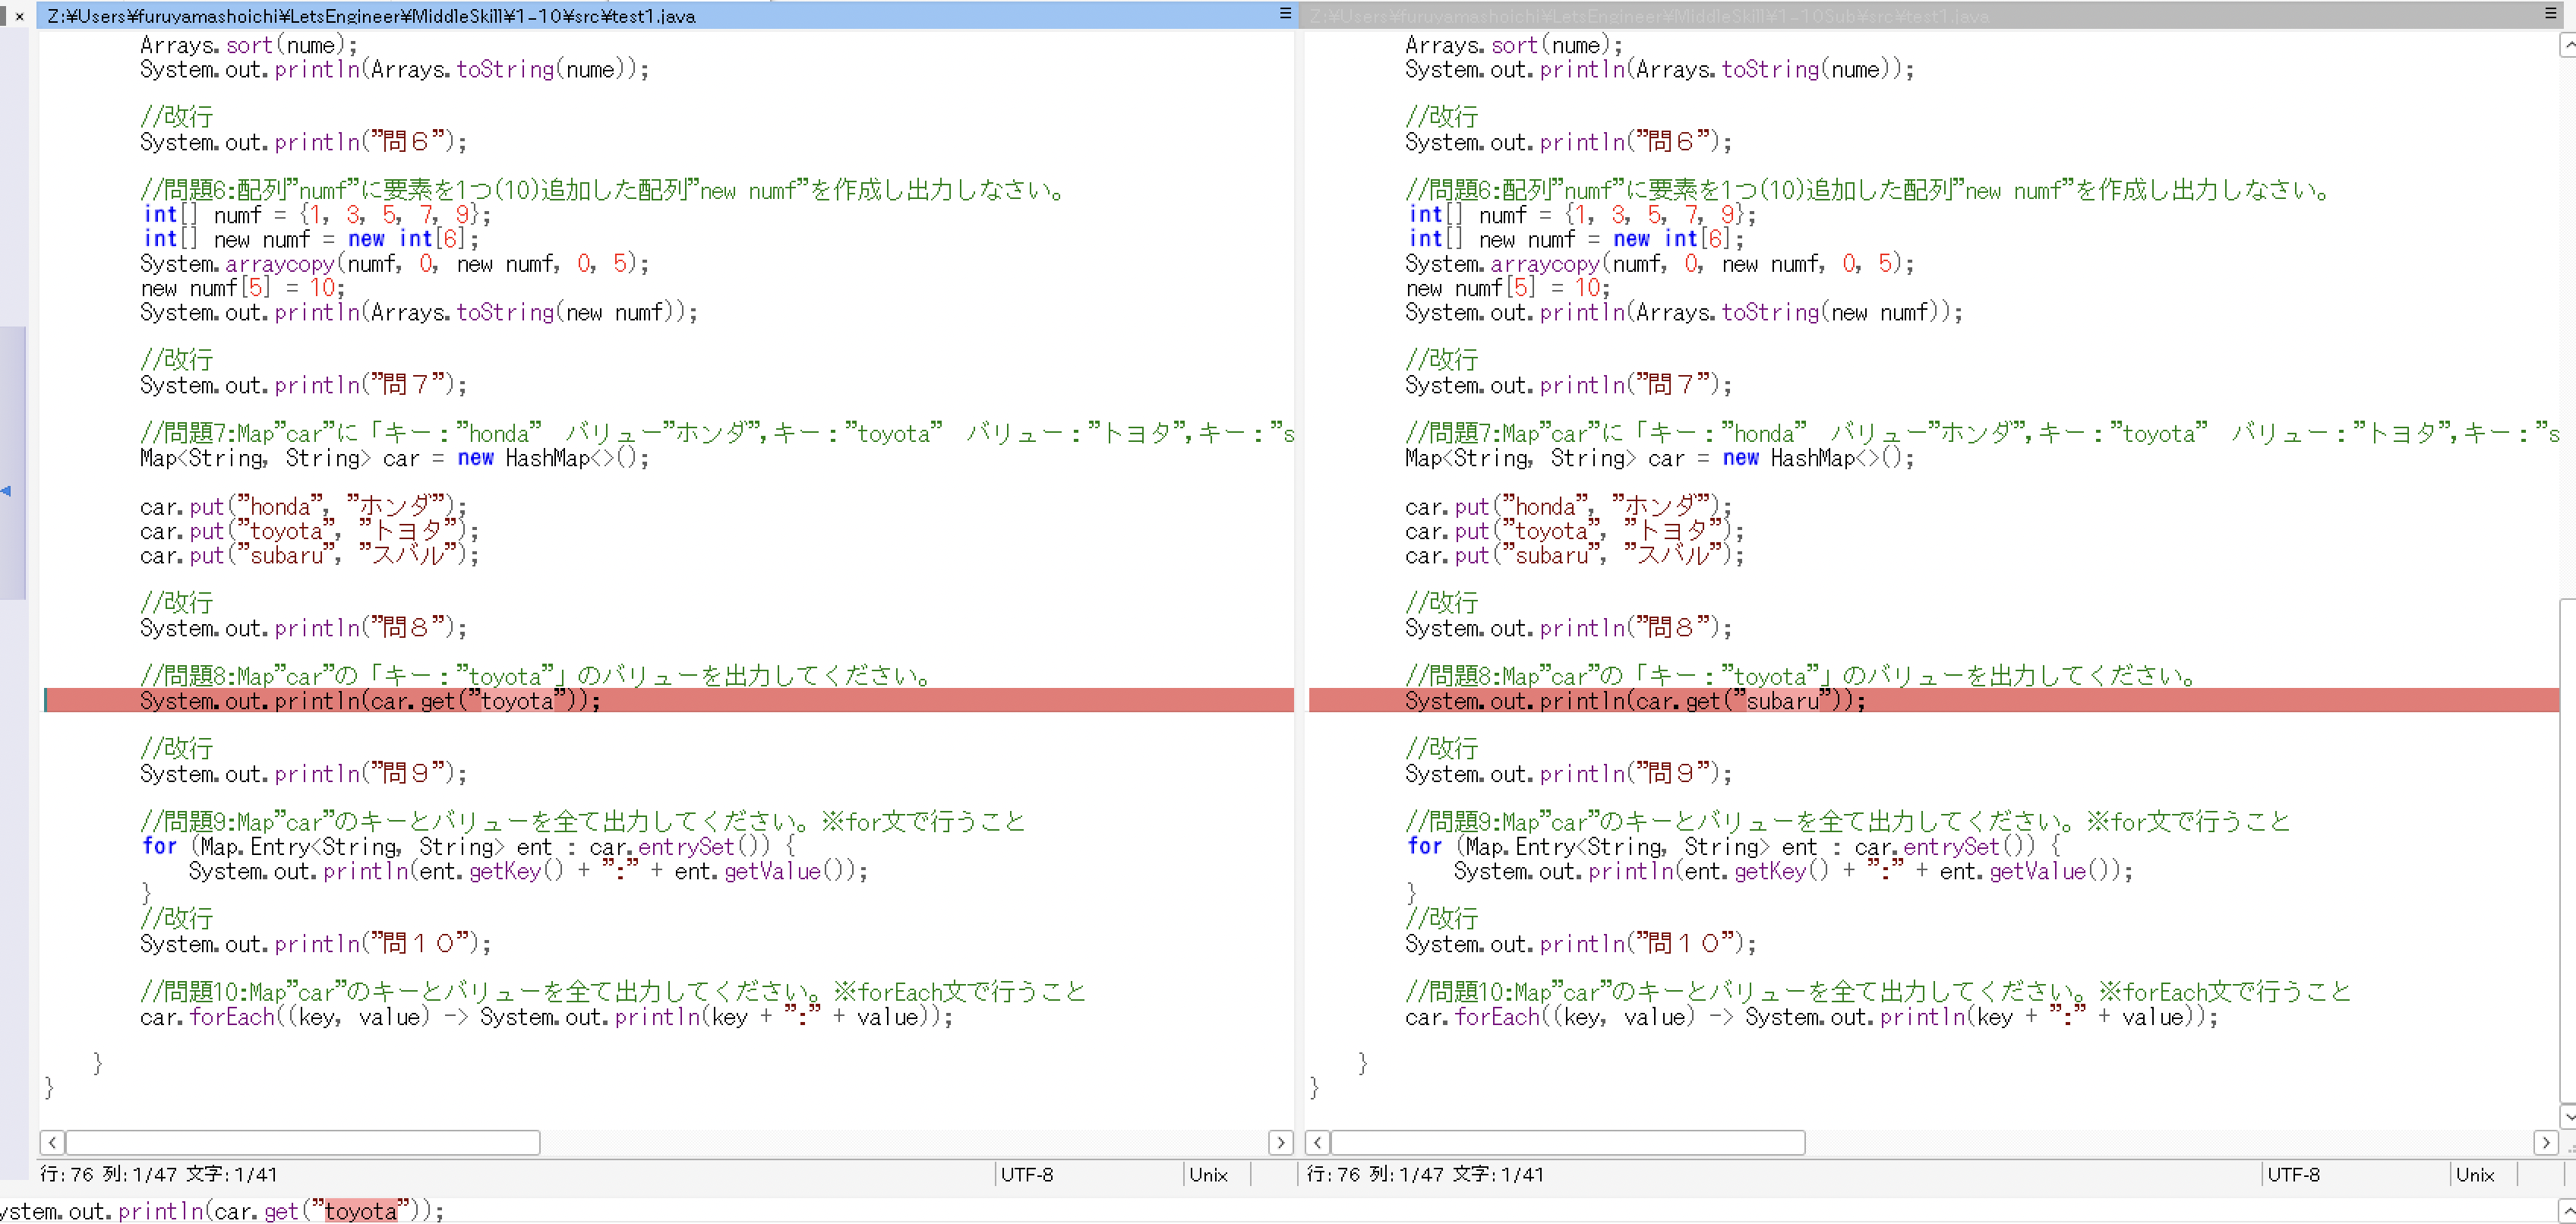 Z:¥Users¥furuyamashoichi¥LetsEngineer¥MiddleSkill¥1-10¥src¥test1.java
Arrays.sort(nume);
System.out.println(Arrays.toString(nume));
//改行
System.out.println("問６");
//問題6:配列"numf"に要素を1つ(10)追加した配列"new numf"を作成し出力しなさい。
int[] numf = {1, 3, 5, 7, 9};
int[] new numf = new int[6];
System.arraycopy(numf, 0, new numf, 0, 5);
new numf[5] = 10;
System.out.println(Arrays.toString(new numf));
//改行
System.out.println("問７");
//問題7:Map"car"に「キー："honda"　バリュー"ホンダ",キー："toyota"　バリュー："トヨタ",キー："s
Map<String, String> car = new HashMap<>();
car.put("honda", "ホンダ");
car.put("toyota", "トヨタ");
car.put("subaru", "スバル");
//改行
System.out.println("問８");
//問題8:Map"car"の「キー："toyota"」のバリューを出力してください。
System.out.println(car.get("toyota"));
//改行
System.out.println("問９");
//問題9:Map"car"のキーとバリューを全て出力してください。※for文で行うこと
for (Map.Entry<String, String> ent : car.entrySet()) {
System.out.println(ent.getKey() + ":" + ent.getValue());
}
//改行
System.out.println("問１０");
//問題10:Map"car"のキーとバリューを全て出力してください。※forEach文で行うこと
car.forEach((key, value) -> System.out.println(key + ":" + value));
}
}
行: 76 列: 1/47 文字: 1/41
UTF-8
Unix
Z:¥Users¥furuyamashoichi¥LetsEngineer¥MiddleSkill¥1-10Sub¥src¥test1.java
Arrays.sort(nume);
System.out.println(Arrays.toString(nume));
//改行
System.out.println("問６");
//問題6:配列"numf"に要素を1つ(10)追加した配列"new numf"を作成し出力しなさい。
int[] numf = {1, 3, 5, 7, 9};
int[] new numf = new int[6];
System.arraycopy(numf, 0, new numf, 0, 5);
new numf[5] = 10;
System.out.println(Arrays.toString(new numf));
//改行
System.out.println("問７");
//問題7:Map"car"に「キー："honda"　バリュー"ホンダ",キー："toyota"　バリュー："トヨタ",キー："s
Map<String, String> car = new HashMap<>();
car.put("honda", "ホンダ");
car.put("toyota", "トヨタ");
car.put("subaru", "スバル");
//改行
System.out.println("問８");
//問題8:Map"car"の「キー："toyota"」のバリューを出力してください。
System.out.println(car.get("subaru"));
//改行
System.out.println("問９");
//問題9:Map"car"のキーとバリューを全て出力してください。※for文で行うこと
for (Map.Entry<String, String> ent : car.entrySet()) {
System.out.println(ent.getKey() + ":" + ent.getValue());
}
//改行
System.out.println("問１０");
//問題10:Map"car"のキーとバリューを全て出力してください。※forEach文で行うこと
car.forEach((key, value) -> System.out.println(key + ":" + value));
}
}
行: 76 列: 1/47 文字: 1/41
UTF-8
Unix
ystem.out.println(car.get("toyota"));